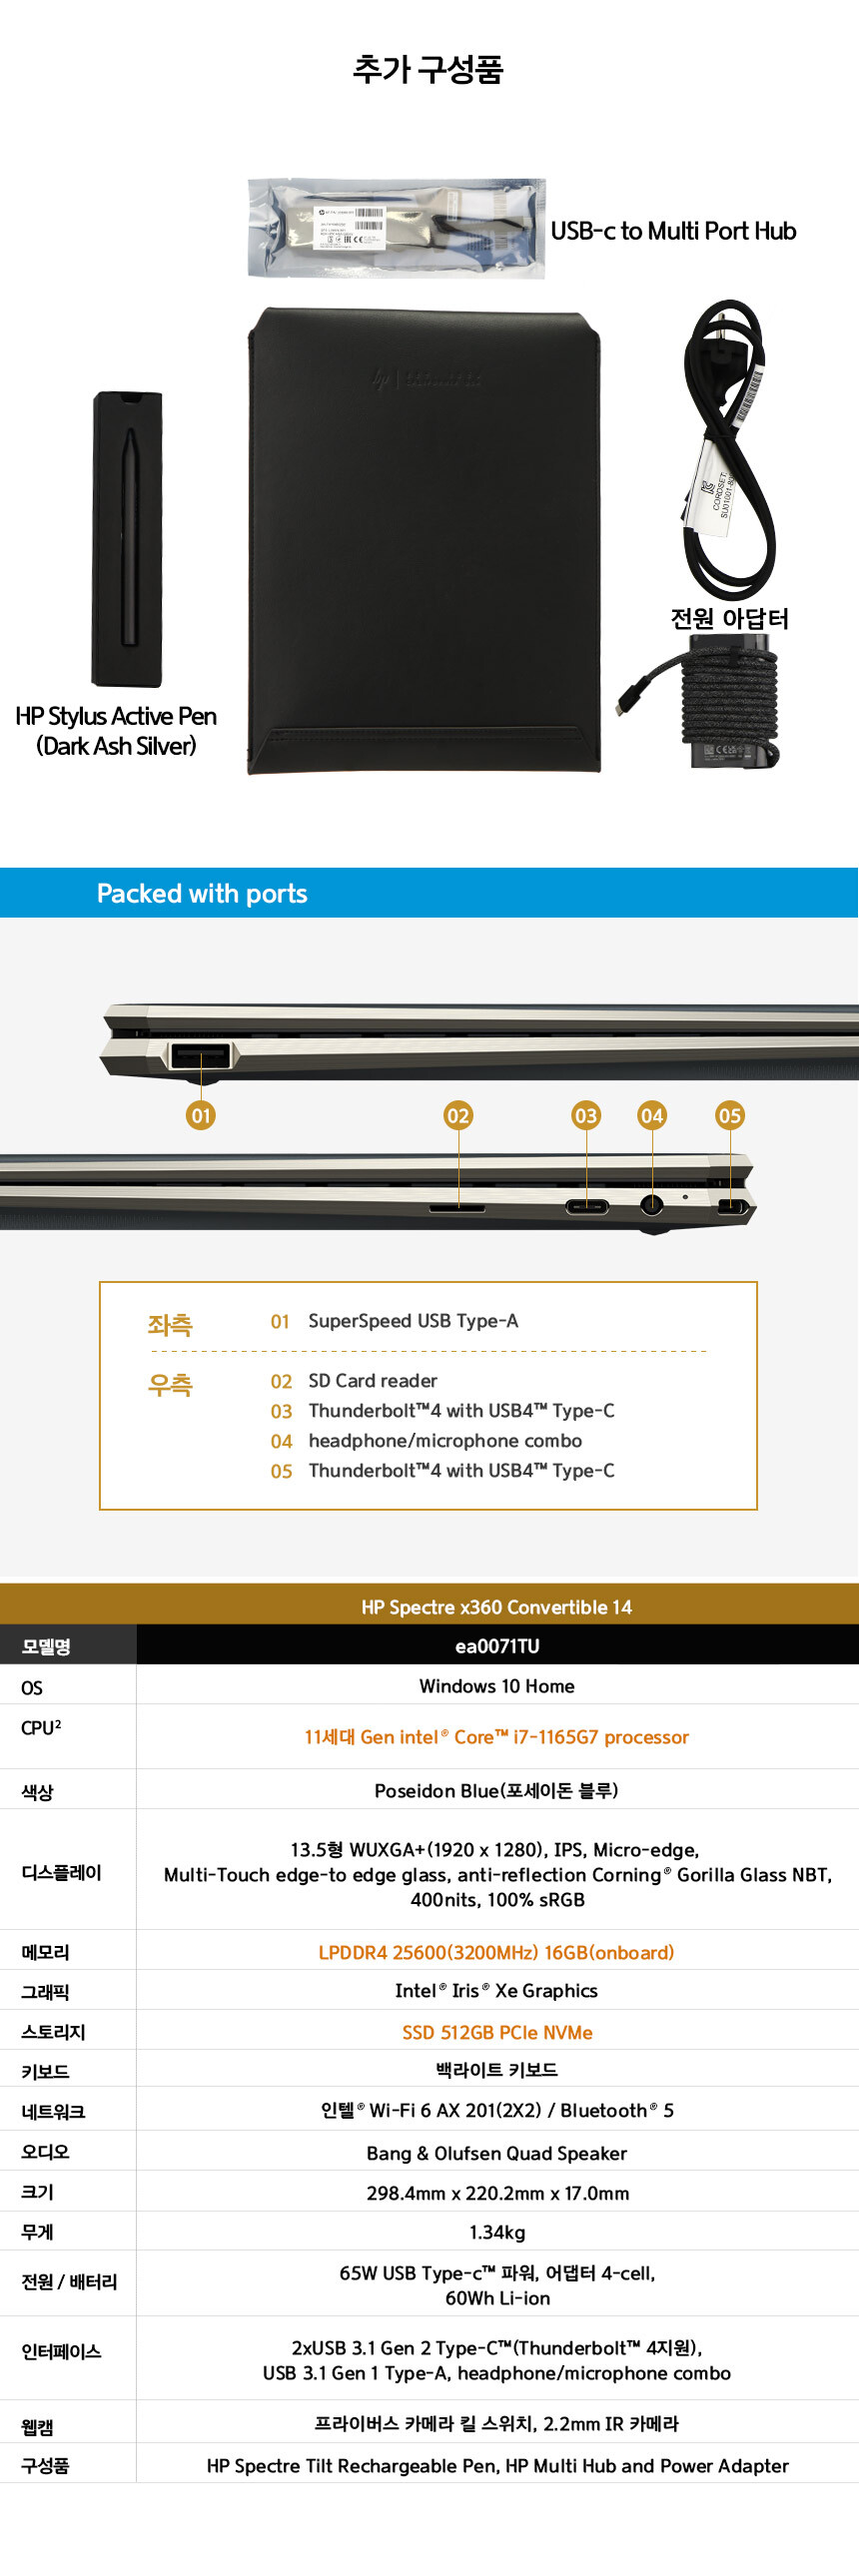 추가 구성품
USB-c to Multi Port Hub
hp
CORDSET,
전원 아답터
HP Stylus Active Pen
(Dark Ash Silver)
Packed with ports
01
02 03 04 05
좌측 01 SuperSpeed USB Type-A
우측 02 SD Card reader
03 Thunderbolt™4 with USB4™ Type-C
04 headphone/microphone combo
05 Thunderbolt™4 with USB4™ Type-C
HP Spectre x360 Convertible 14
모델명 ea0071TU
OS Windows 10 Home
CPU² 11세대 Gen intel® Core™ i7-1165G7 processor
색상 Poseidon Blue(포세이돈 블루)
디스플레이 13.5형 WUXGA+(1920 x 1280), IPS, Micro-edge,
Multi-Touch edge-to edge glass, anti-reflection Corning® Gorilla Glass NBT,
400nits, 100% sRGB
메모리 LPDDR4 25600(3200MHz) 16GB(onboard)
그래픽 Intel® Iris® Xe Graphics
스토리지 SSD 512GB PCIe NVMe
키보드 백라이트 키보드
네트워크 인텔® Wi-Fi 6 AX 201(2X2) / Bluetooth® 5
오디오 Bang & Olufsen Quad Speaker
크기 298.4mm x 220.2mm x 17.0mm
무게 1.34kg
전원 / 배터리 65W USB Type-c™ 파워, 어댑터 4-cell,
60Wh Li-ion
인터페이스 2xUSB 3.1 Gen 2 Type-C™(Thunderbolt™ 4지원),
USB 3.1 Gen 1 Type-A, headphone/microphone combo
웹캠 프라이버스 카메라 킬 스위치, 2.2mm IR 카메라
구성품 HP Spectre Tilt Rechargeable Pen, HP Multi Hub and Power Adapter